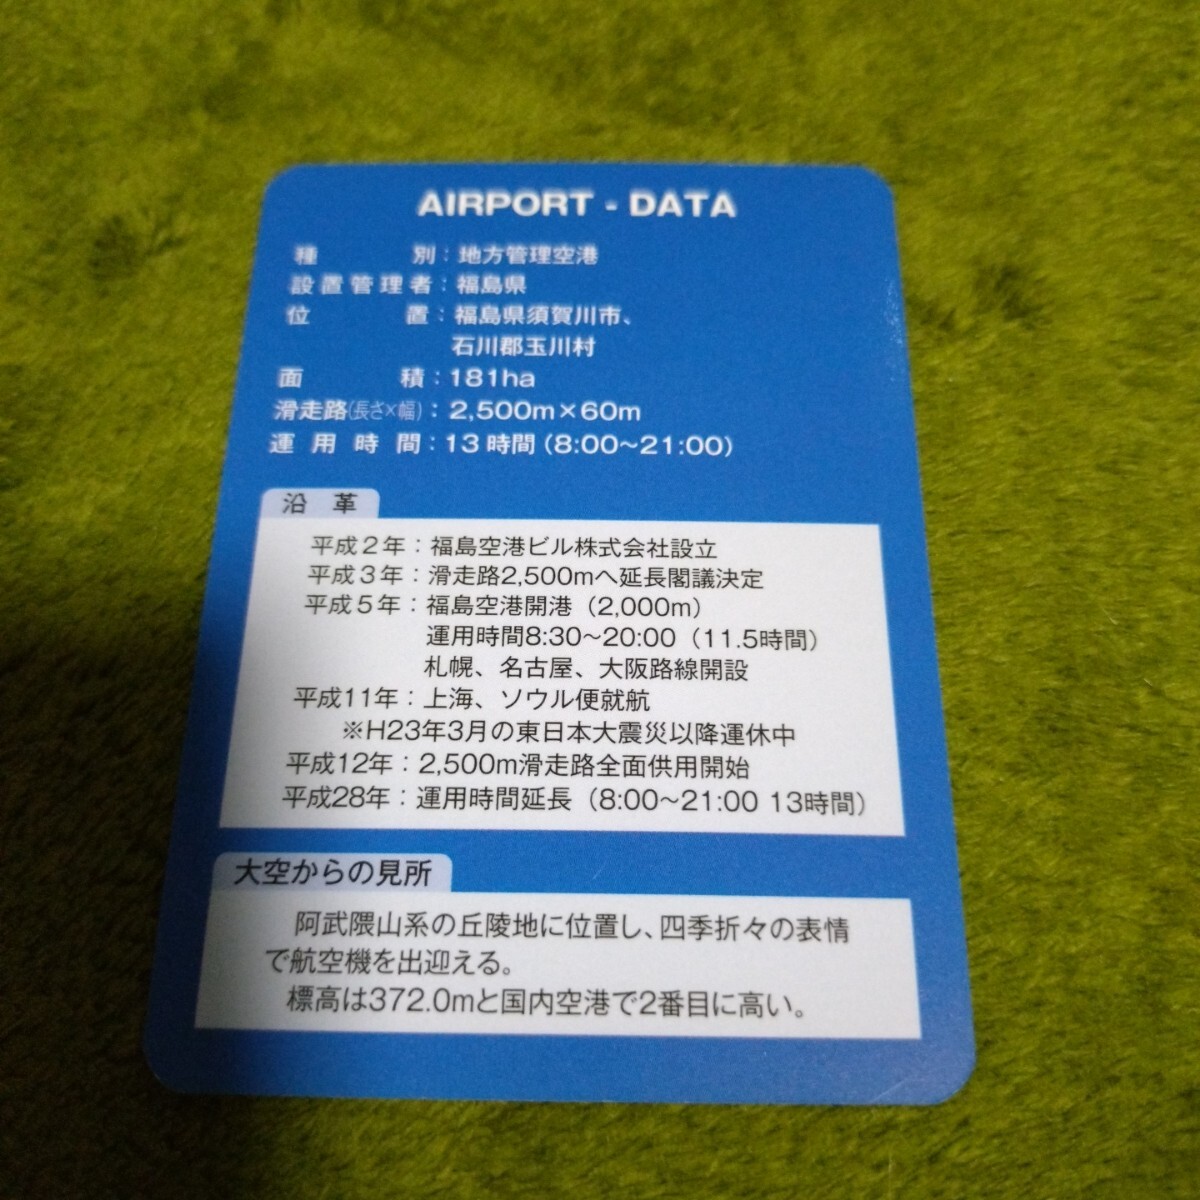 AIRPORT - DATA
種別：地方管理空港
設置管理者：福島県
位置：福島県須賀川市、
石川郡玉川村
面積：181ha
滑走路(長さ×幅)：2,500m×60m
運用時間：13時間(8:00〜21:00)
沿革
平成2年：福島空港ビル株式会社設立
平成3年：滑走路2,500mへ延長閣議決定
平成5年：福島空港開港（2,000m）
運用時間8:30〜20:00（11.5時間）
札幌、名古屋、大阪路線開設
平成11年：上海、ソウル便就航
※H23年3月の東日本大震災以降運休中
平成12年：2,500m滑走路全面供用開始
平成28年：運用時間延長（8:00〜21:00 13時間）
大空からの見所
阿武隈山系の丘陵地に位置し、四季折々の表情
で航空機を出迎える。
標高は372.0mと国内空港で2番目に高い。